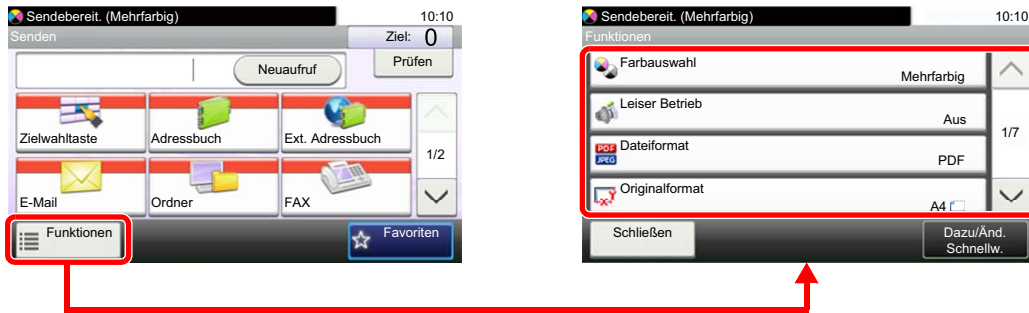 Sendebereit. (Mehrfarbig)
10:10
Senden
Ziel: 0
Neuaufruf
Prüfen
Zielwahltaste
Adressbuch
Ext. Adressbuch
1/2
E-Mail
Ordner
FAX
Funktionen
Favoriten
Sendebereit. (Mehrfarbig)
10:10
Funktionen
Farbauswahl
Mehrfarbig
Leiser Betrieb
Aus
1/7
PDF
JPEG
Dateiformat
PDF
Originalformat
A4
Schließen
Dazu/Änd.
Schnellw.